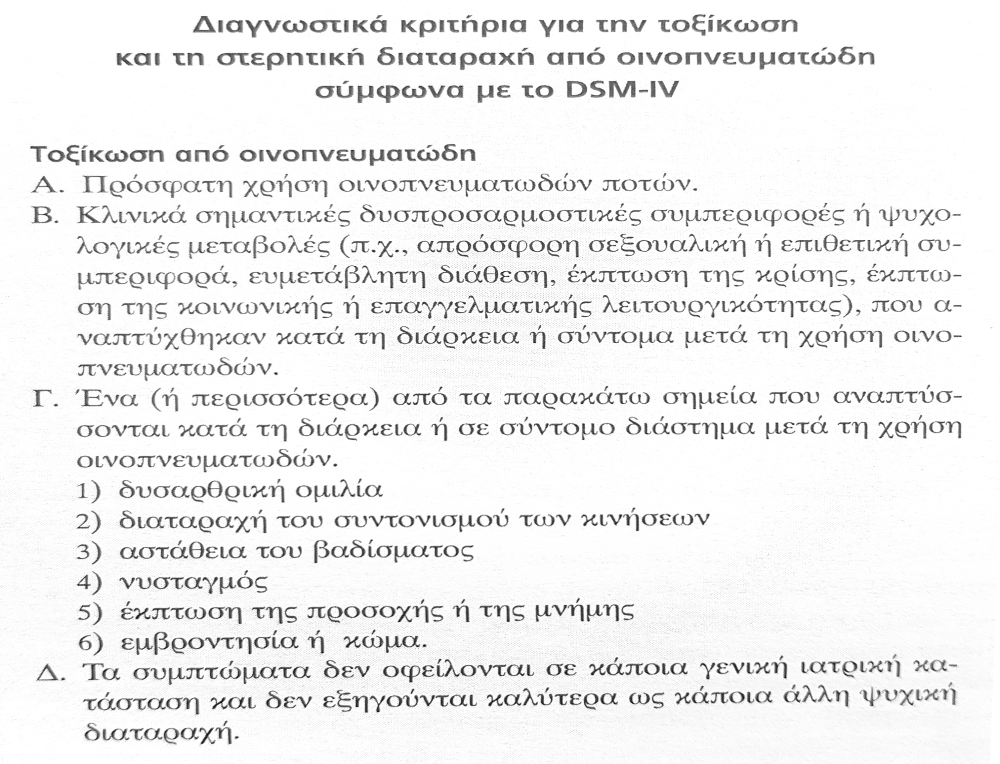 Διαγνωστικά κριτήρια για την τοξίκωση
και τη στερητική διαταραχή από οινοπνευματώδη
σύμφωνα με το DSM-IV
Τοξίκωση από οινοπνευματώδη
Α. Πρόσφατη χρήση οινοπνευματωδών ποτών.
Β. Κλινικά σημαντικές δυσπροσαρμοστικές συμπεριφορές ή ψυχο-
λογικές μεταβολές (π.χ., απρόσφορη σεξουαλική ή επιθετική συ-
μπεριφορά, ευμετάβλητη διάθεση, έκπτωση της κρίσης, έκπτω-
ση της κοινωνικής ή επαγγελματικής λειτουργικότητας), που α-
ναπτύχθηκαν κατά τη διάρκεια ή σύντομα μετά τη χρήση οινο-
πνευματωδών.
Γ. Ένα (ή περισσότερα) από τα παρακάτω σημεία που αναπτύσ-
σονται κατά τη διάρκεια ή σε σύντομο διάστημα μετά τη χρήση
οινοπνευματωδών.
1) δυσαρθρική ομιλία
2) διαταραχή του συντονισμού των κινήσεων
3) αστάθεια του βαδίσματος
4) νυσταγμός
5) έκπτωση της προσοχής ή της μνήμης
6) εμβροντησία ή κώμα.
Δ. Τα συμπτώματα δεν οφείλονται σε κάποια γενική ιατρική κα-
τάσταση και δεν εξηγούνται καλύτερα ως κάποια άλλη ψυχική
διαταραχή.